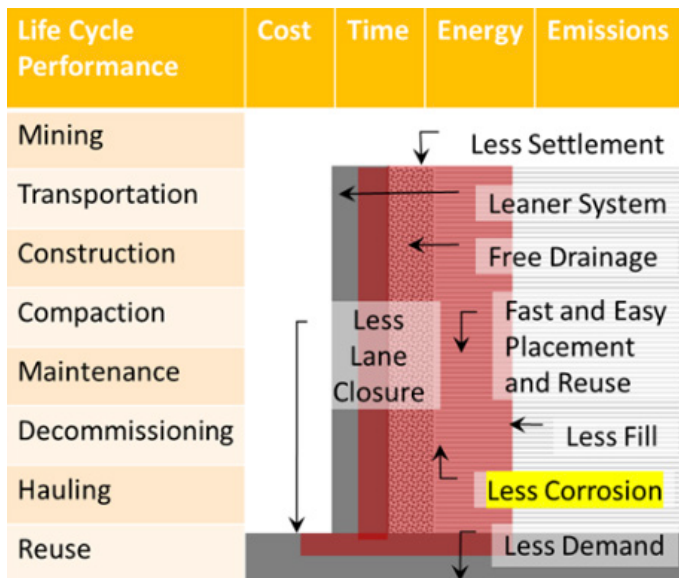 Life Cycle
Performance
Cost
Time
Energy
Emissions
Mining
Transportation
Construction
Compaction
Maintenance
Decommissioning
Hauling
Reuse
Less Settlement
Leaner System
Free Drainage
Less
Lane
Closure
Fast and Easy
Placement
and Reuse
Less Fill
Less Corrosion
Less Demand